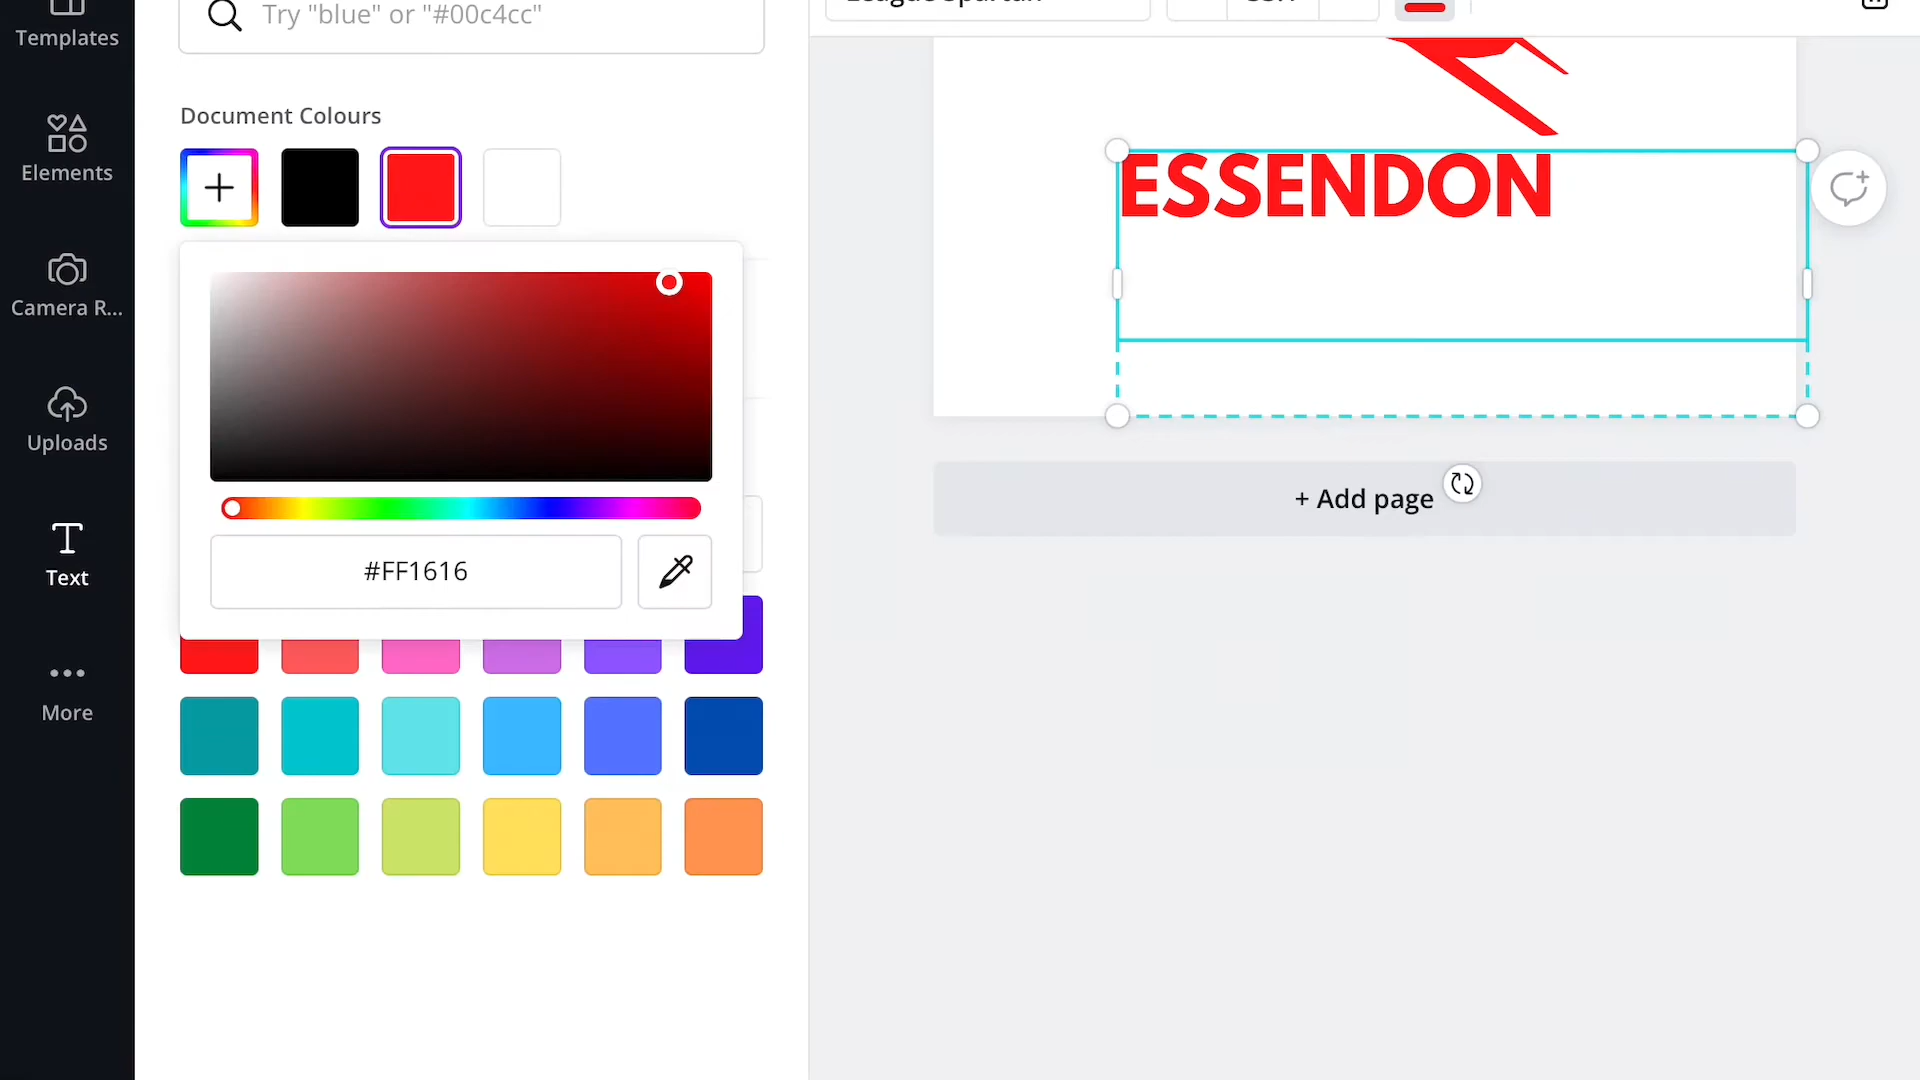 Templates
Try "blue" or "#00c4cc"
Document Colours
Elements
Camera R...
Uploads
Text
More
#FF1616
ESSENDON
+ Add page